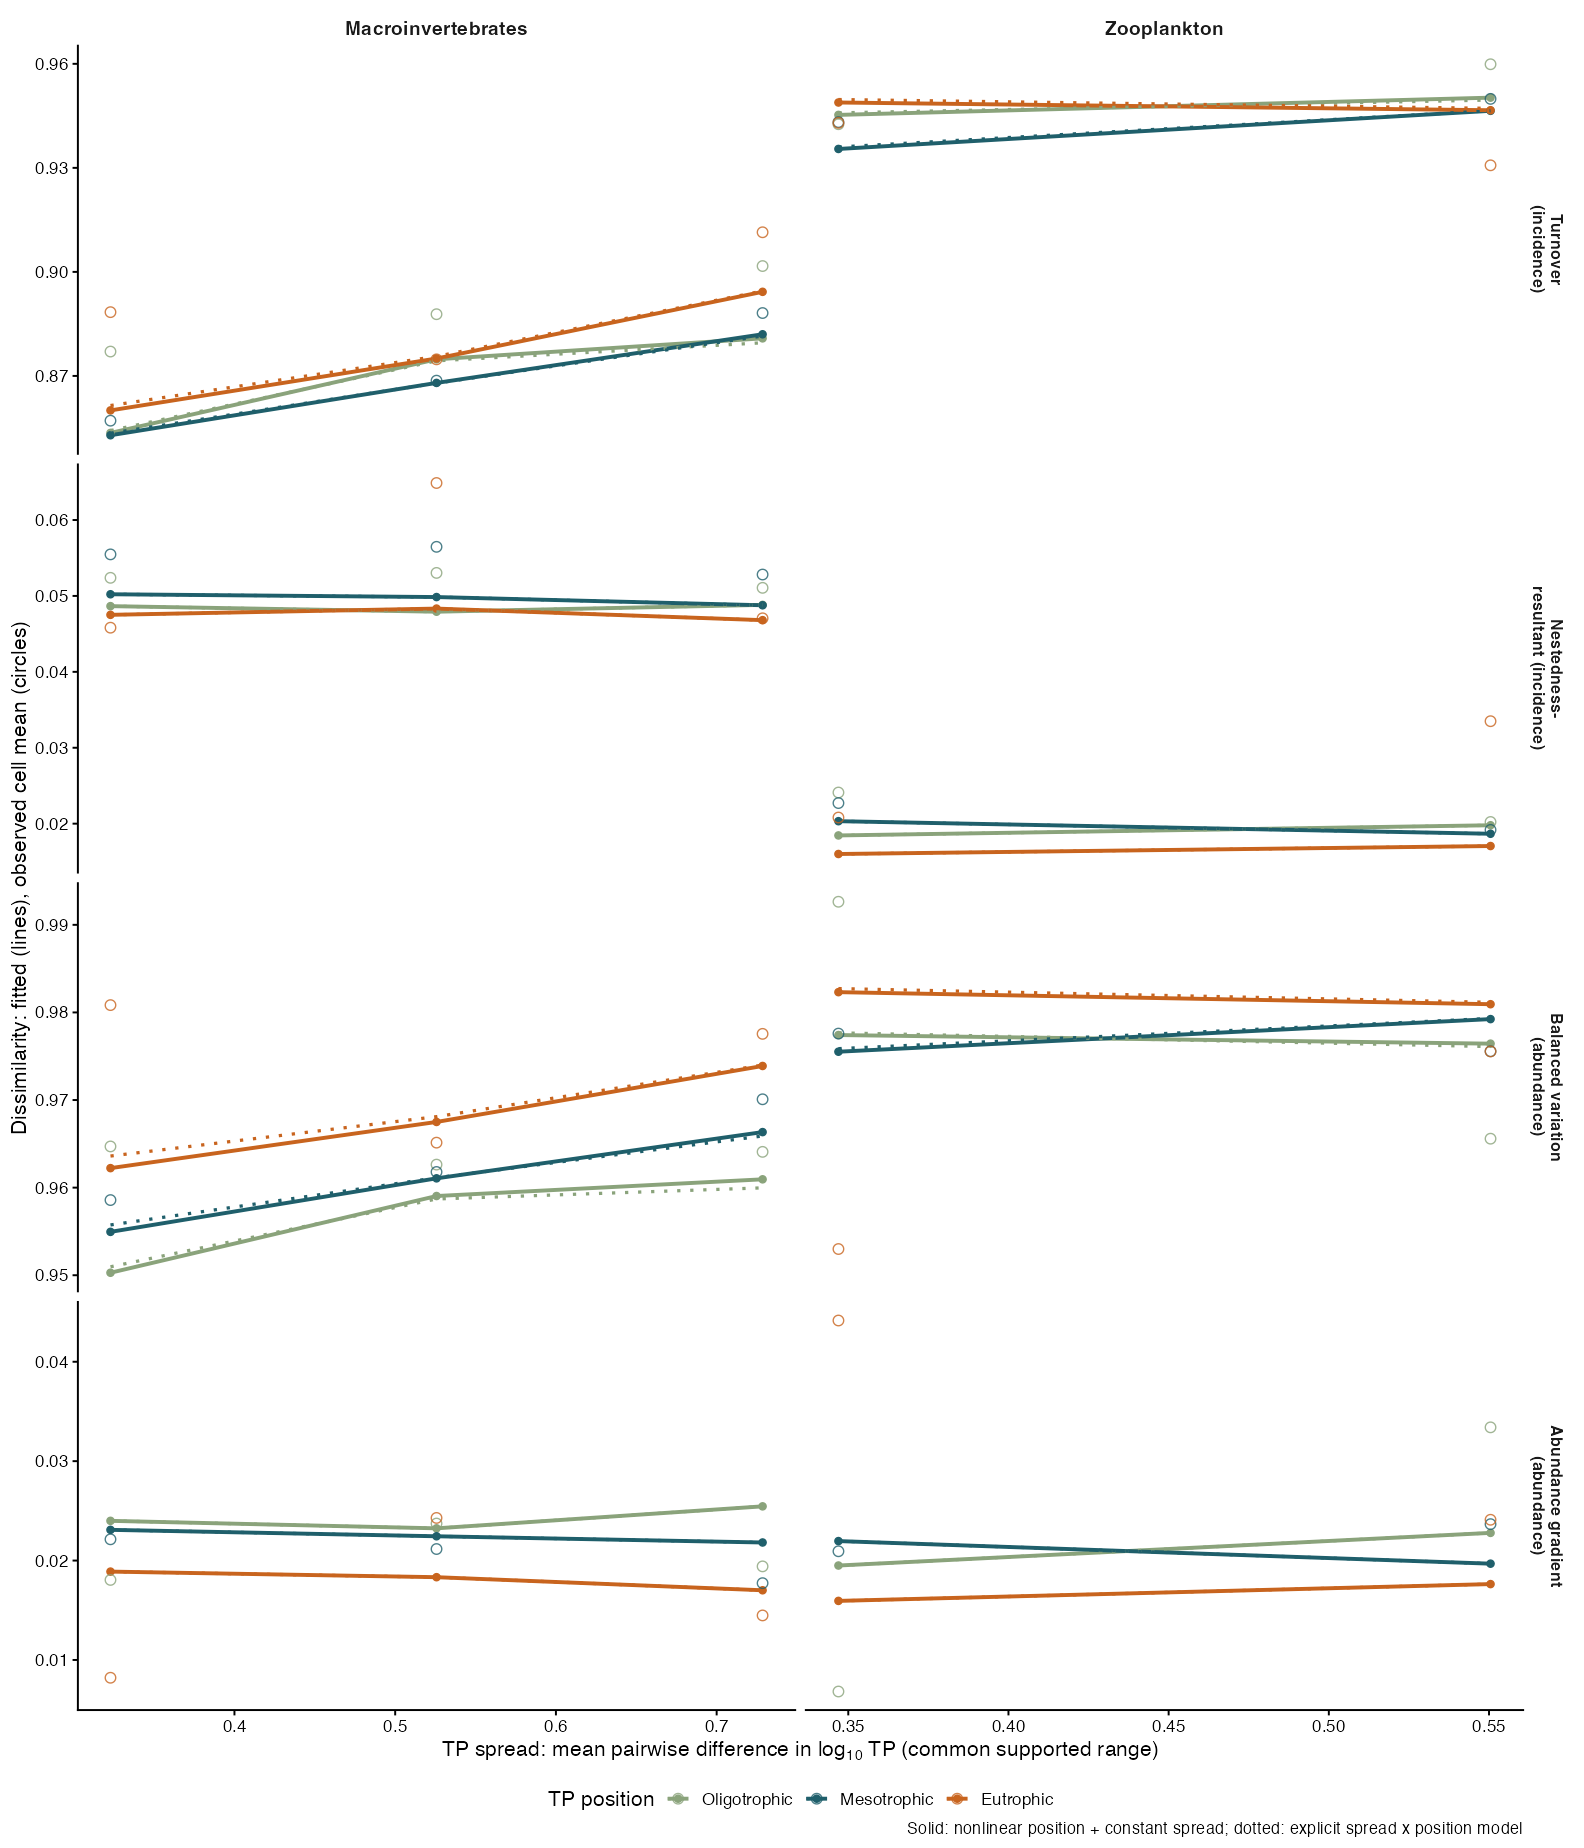 Macroinvertebrates
Zooplankton
0.96
0.93
0.90
0.87
Turnover
(incidence)
0.06
0.05
0.04
0.03
0.02
Nestedness-
resultant (incidence)
0.99
0.98
0.97
0.96
0.95
Balanced variation
(abundance)
0.04
0.03
0.02
0.01
Abundance gradient
(abundance)
Dissimilarity: fitted (lines), observed cell mean (circles)
0.4 0.5 0.6 0.7
0.35 0.40 0.45 0.50 0.55
TP spread: mean pairwise difference in log₁₀ TP (common supported range)
TP position Oligotrophic Mesotrophic Eutrophic
Solid: nonlinear position + constant spread; dotted: explicit spread x position model